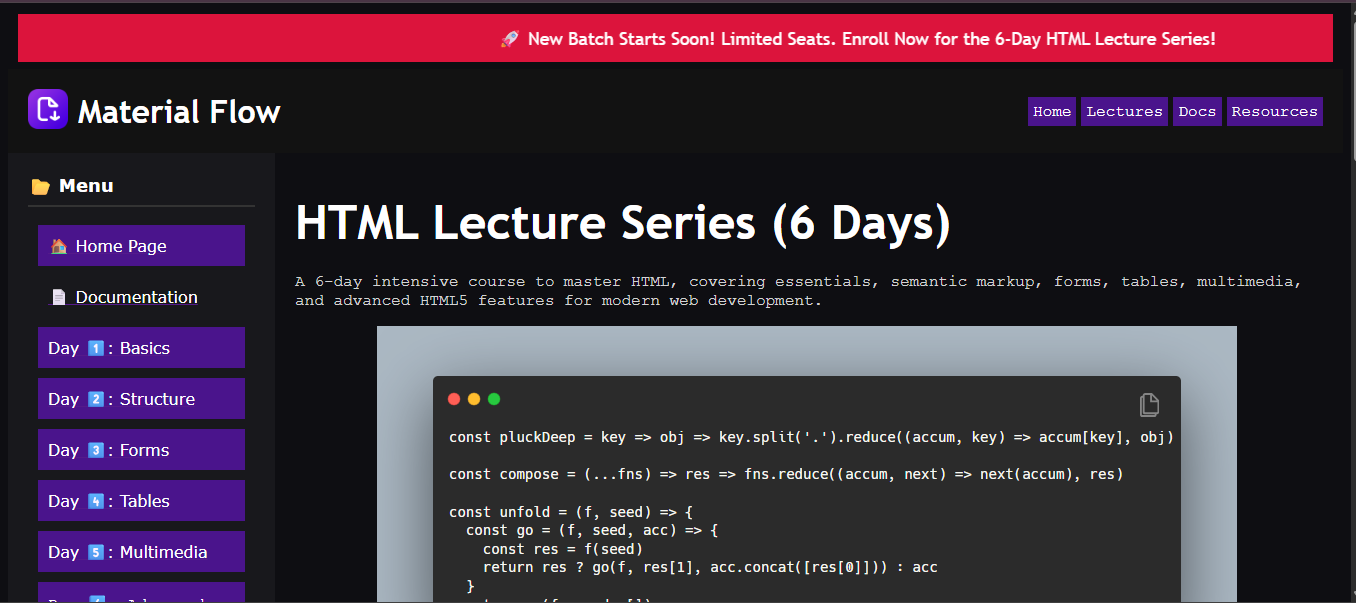 🚀 New Batch Starts Soon! Limited Seats. Enroll Now for the 6-Day HTML Lecture Series!
Material Flow
Home Lectures Docs Resources
📂 Menu
🏠 Home Page
📄 Documentation
Day 1️⃣: Basics
Day 2️⃣: Structure
Day 3️⃣: Forms
Day 4️⃣: Tables
Day 5️⃣: Multimedia
HTML Lecture Series (6 Days)
A 6-day intensive course to master HTML, covering essentials, semantic markup, forms, tables, multimedia,
and advanced HTML5 features for modern web development.
const pluckDeep = key => obj => key.split('.').reduce((accum, key) => accum[key], obj)
const compose = (...fns) => res => fns.reduce((accum, next) => next(accum), res)
const unfold = (f, seed) => {
const go = (f, seed, acc) => {
const res = f(seed)
return res ? go(f, res[1], acc.concat([res[0]])) : acc
}